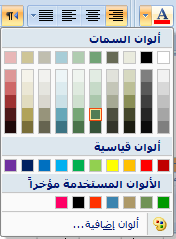 A
ألوان السمات
ألوان قياسية
الألوان المستخدمة مؤخراً
ألوان إضافية...